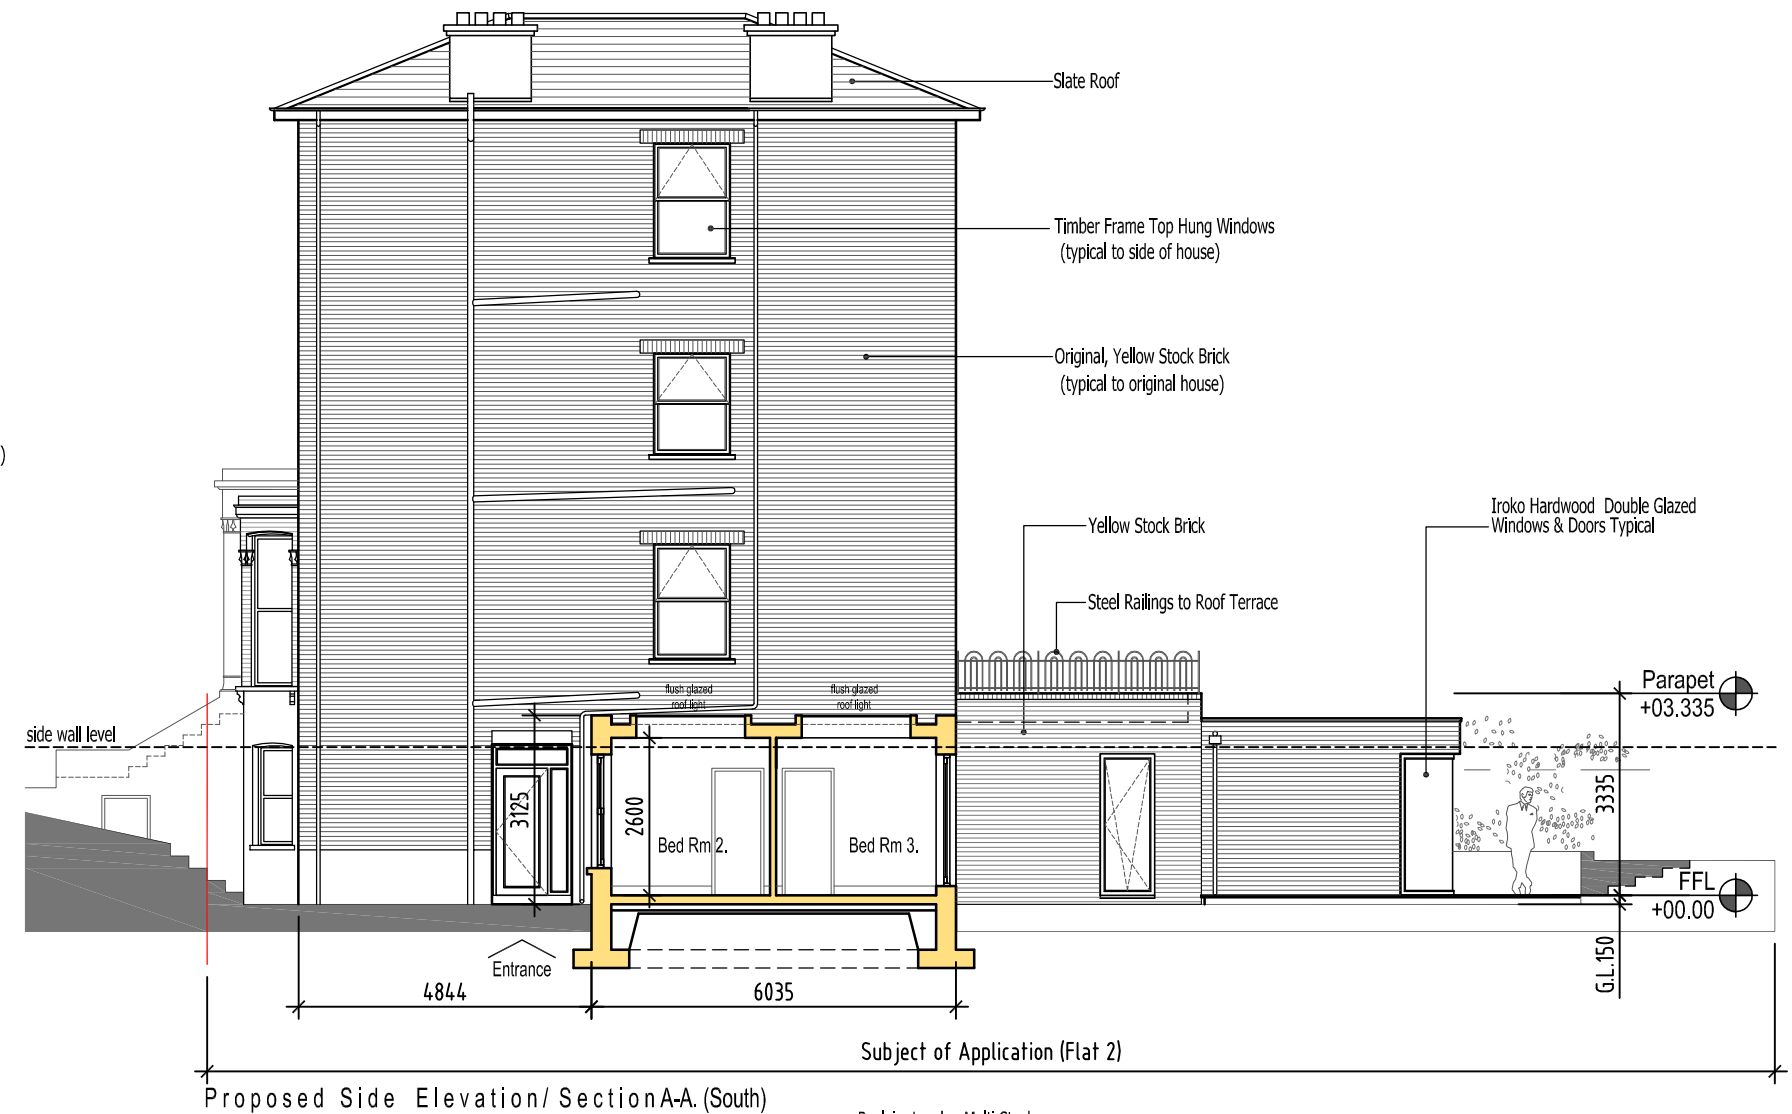 Slate Roof
Timber Frame Top Hung Windows
(typical to side of house)
Original, Yellow Stock Brick
(typical to original house)
)
Iroko Hardwood Double Glazed
Windows & Doors Typical
Yellow Stock Brick
Steel Railings to Roof Terrace
flush glazed
roof light
flush glazed
roof light
Parapet
+03.335
side wall level
3125
2600
3335
Bed Rm 2.
Bed Rm 3.
FFL
+00.00
G.L.150
Entrance
4844
6035
Subject of Application (Flat 2)
Proposed Side Elevation/ Section A-A. (South)